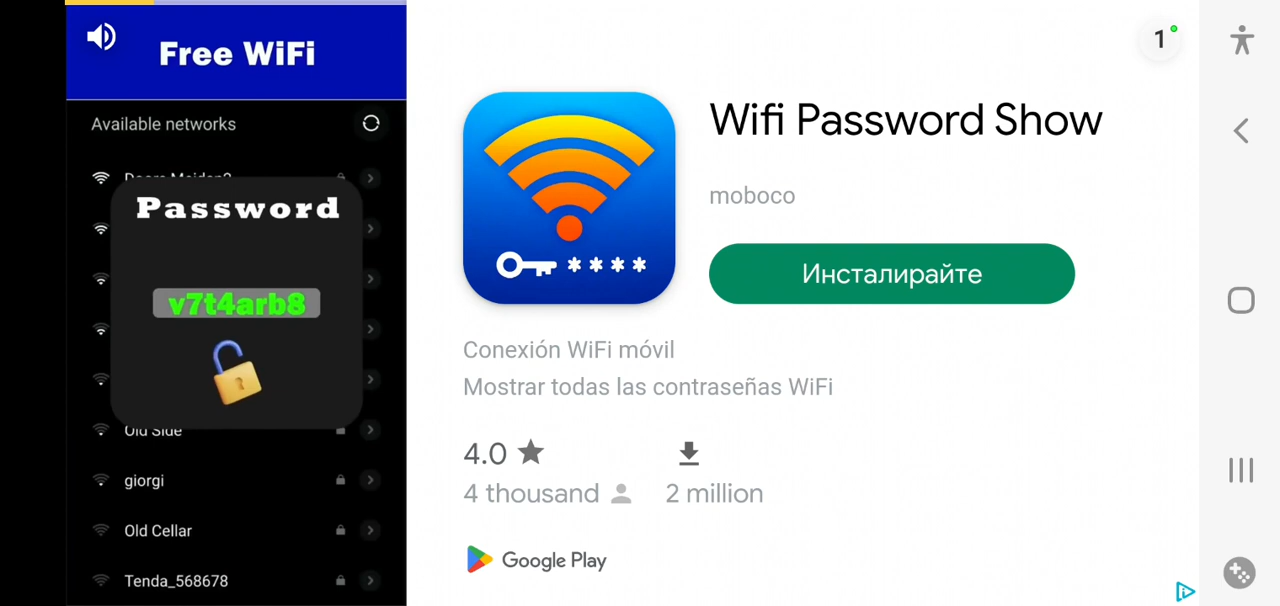 Free WiFi
Available networks
Password
v7t4arb8
Old Side
giorgi
Old Cellar
Tenda_568678
1
Wifi Password Show
moboco
Инсталирайте
Conexión WiFi móvil
Mostrar todas las contraseñas WiFi
4.0
4 thousand
2 million
Google Play